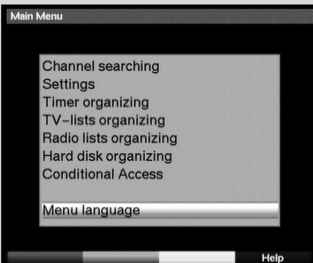 Main Menu
Channel searching
Settings
Timer organizing
TV-lists organizing
Radio lists organizing
Hard disk organizing
Conditional Access
Menu language
Help